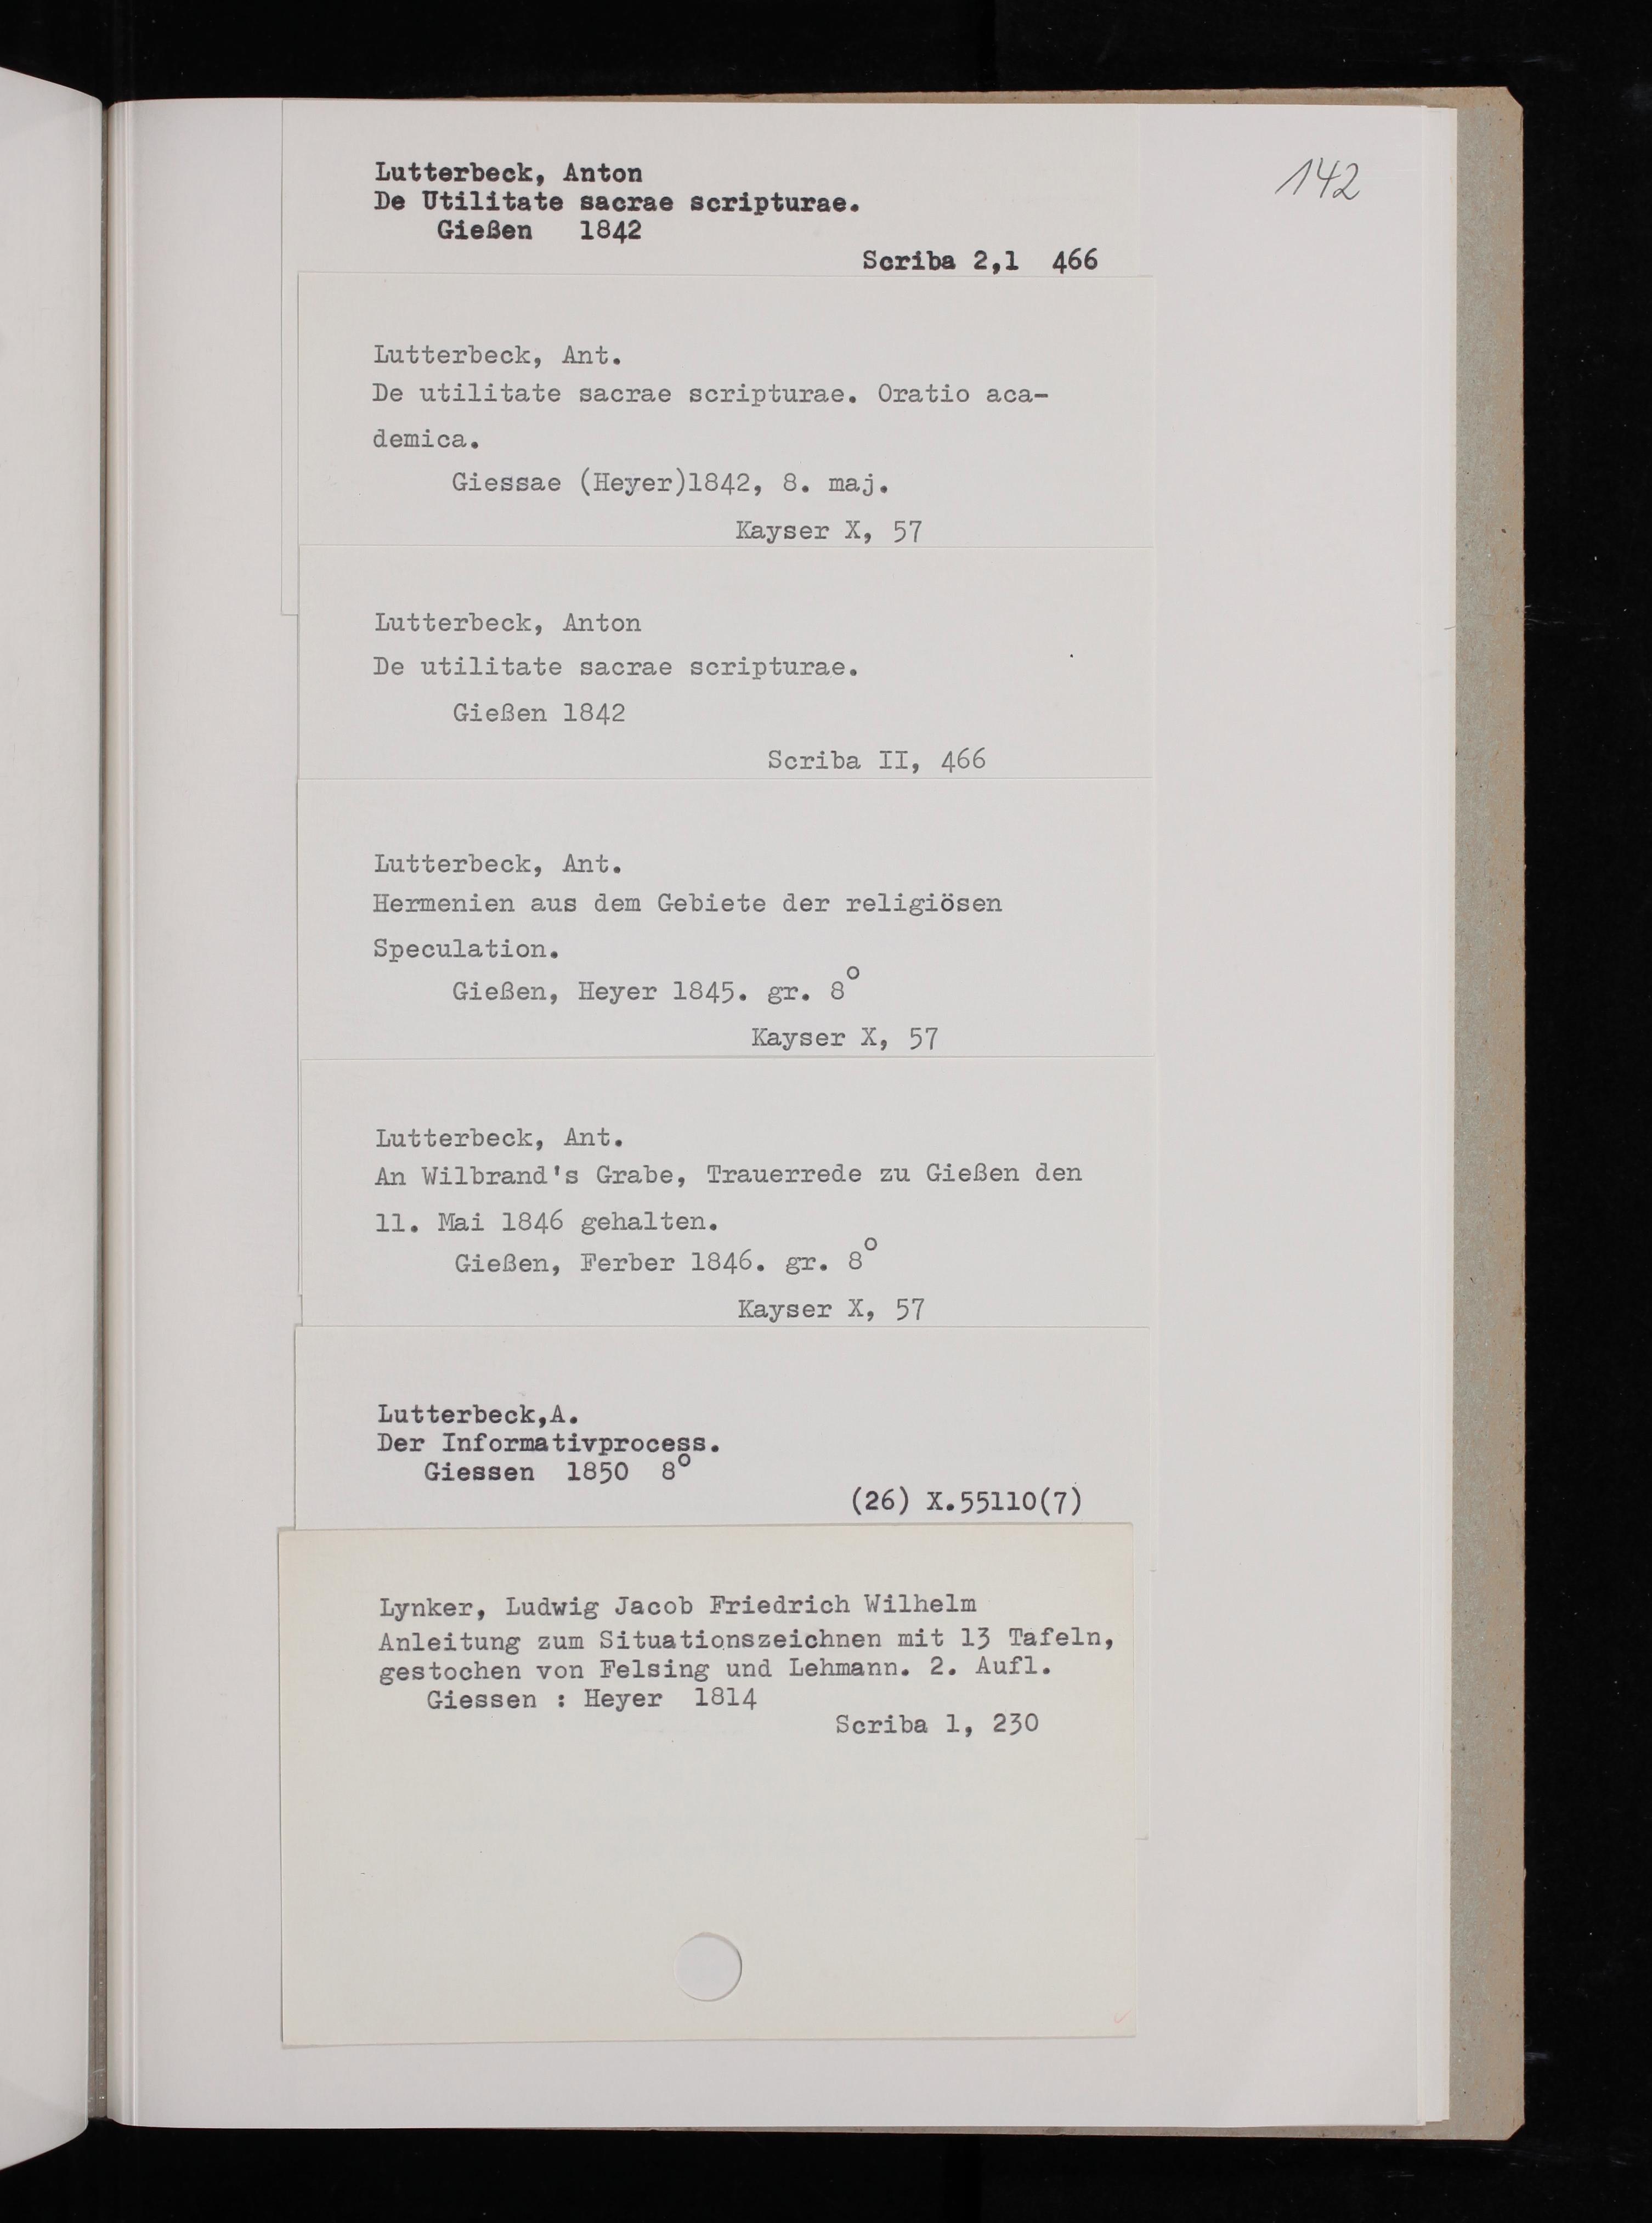 142
Lutterbeck, Anton
De Utilitate sacrae scripturae.
Gießen 1842
Scriba 2,1 466
Lutterbeck, Ant.
De utilitate sacrae scripturae. Oratio aca-
demica.
Giessae (Heyer)1842, 8. maj.
Kayser X, 57
Lutterbeck, Anton
De utilitate sacrae scripturae.
Gießen 1842
Scriba II, 466
Lutterbeck, Ant.
Hermenien aus dem Gebiete der religiösen
Speculation.
Gießen, Heyer 1845. gr. 8°
Kayser X, 57
Lutterbeck, Ant.
An Wilbrand's Grabe, Trauerrede zu Gießen den
11. Mai 1846 gehalten.
Gießen, Ferber 1846. gr. 8°
Kayser X, 57
Lutterbeck,A.
Der Informativprocess.
Giessen 1850 8°
(26) X.55110(7)
Lynker, Ludwig Jacob Friedrich Wilhelm
Anleitung zum Situationszeichnen mit 13 Tafeln,
gestochen von Felsing und Lehmann. 2. Aufl.
Giessen : Heyer 1814
Scriba 1, 230